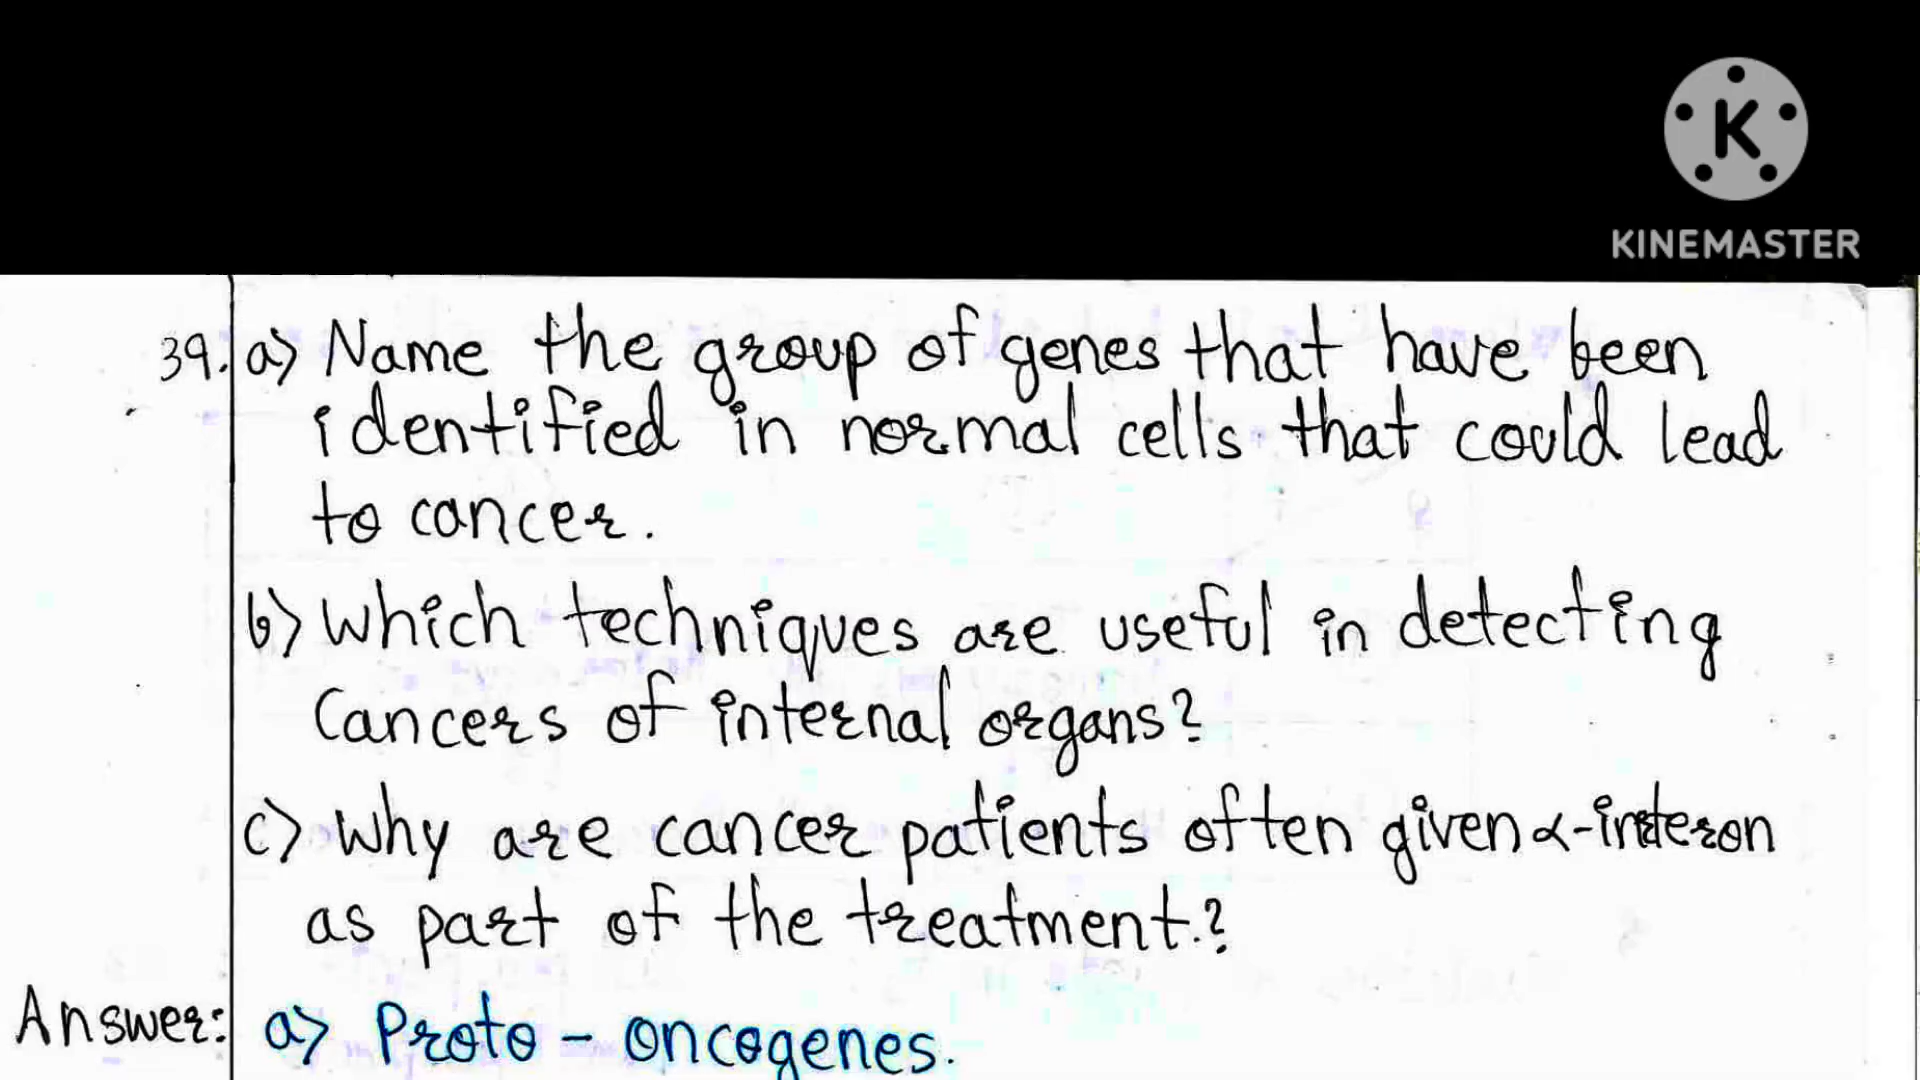 K
KINEMASTER
39. a) Name the group of genes that have been
identified in normal cells that could lead
to cancer.
b) Which techniques are useful in detecting
Cancers of internal organs?
c) Why are cancer patients often given α-interon
as part of the treatment.?
Answer: a) Proto - oncogenes.